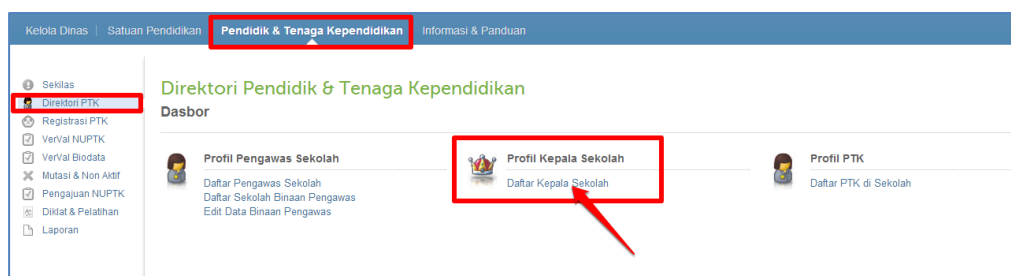 Kelola Dinas | Satuan Pendidikan Pendidik & Tenaga Kependidikan Informasi & Panduan
Sekilas
Direktori PTK
Registrasi PTK
VerVal NUPTK
VerVal Biodata
Mutasi & Non Aktif
Pengajuan NUPTK
Diklat & Pelatihan
Laporan
Direktori Pendidik & Tenaga Kependidikan
Dasbor
Profil Pengawas Sekolah
Daftar Pengawas Sekolah
Daftar Sekolah Binaan Pengawas
Edit Data Binaan Pengawas
Profil Kepala Sekolah
Daftar Kepala Sekolah
Profil PTK
Daftar PTK di Sekolah